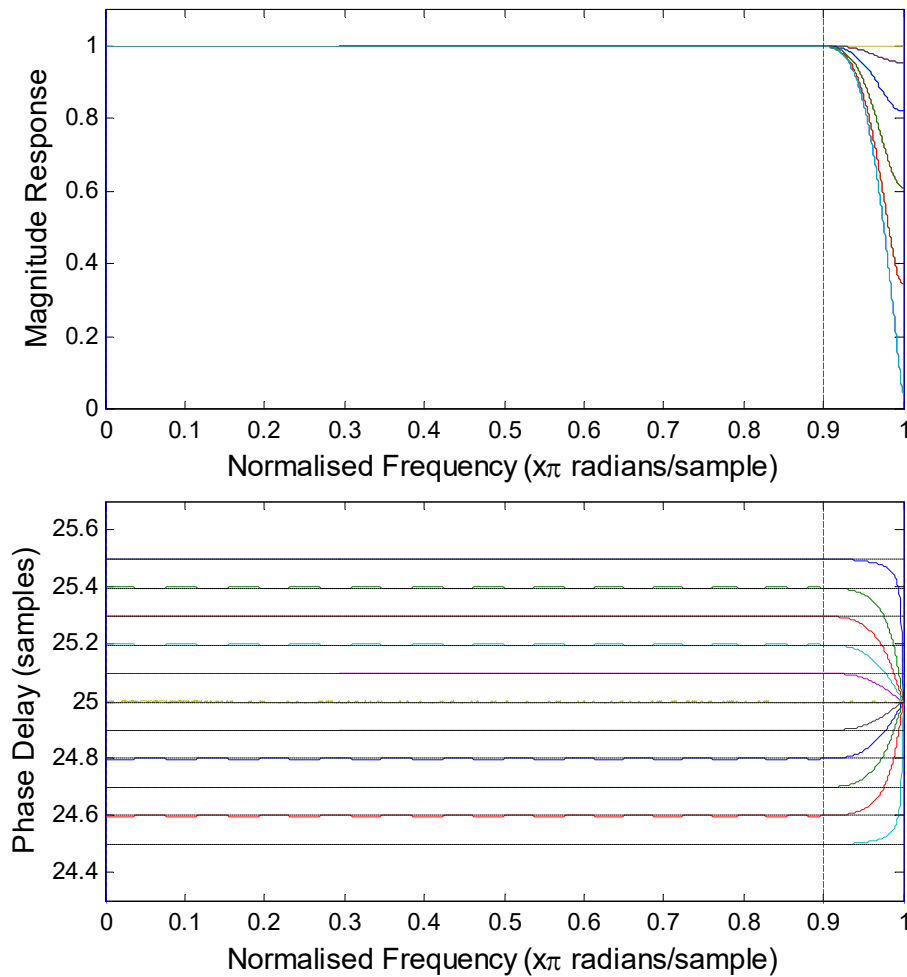 1
0.8
0.6
0.4
0.2
0
Magnitude Response
0 0.1 0.2 0.3 0.4 0.5 0.6 0.7 0.8 0.9 1
Normalised Frequency (xπ radians/sample)
25.6
25.4
25.2
25
24.8
24.6
24.4
Phase Delay (samples)
0 0.1 0.2 0.3 0.4 0.5 0.6 0.7 0.8 0.9 1
Normalised Frequency (xπ radians/sample)